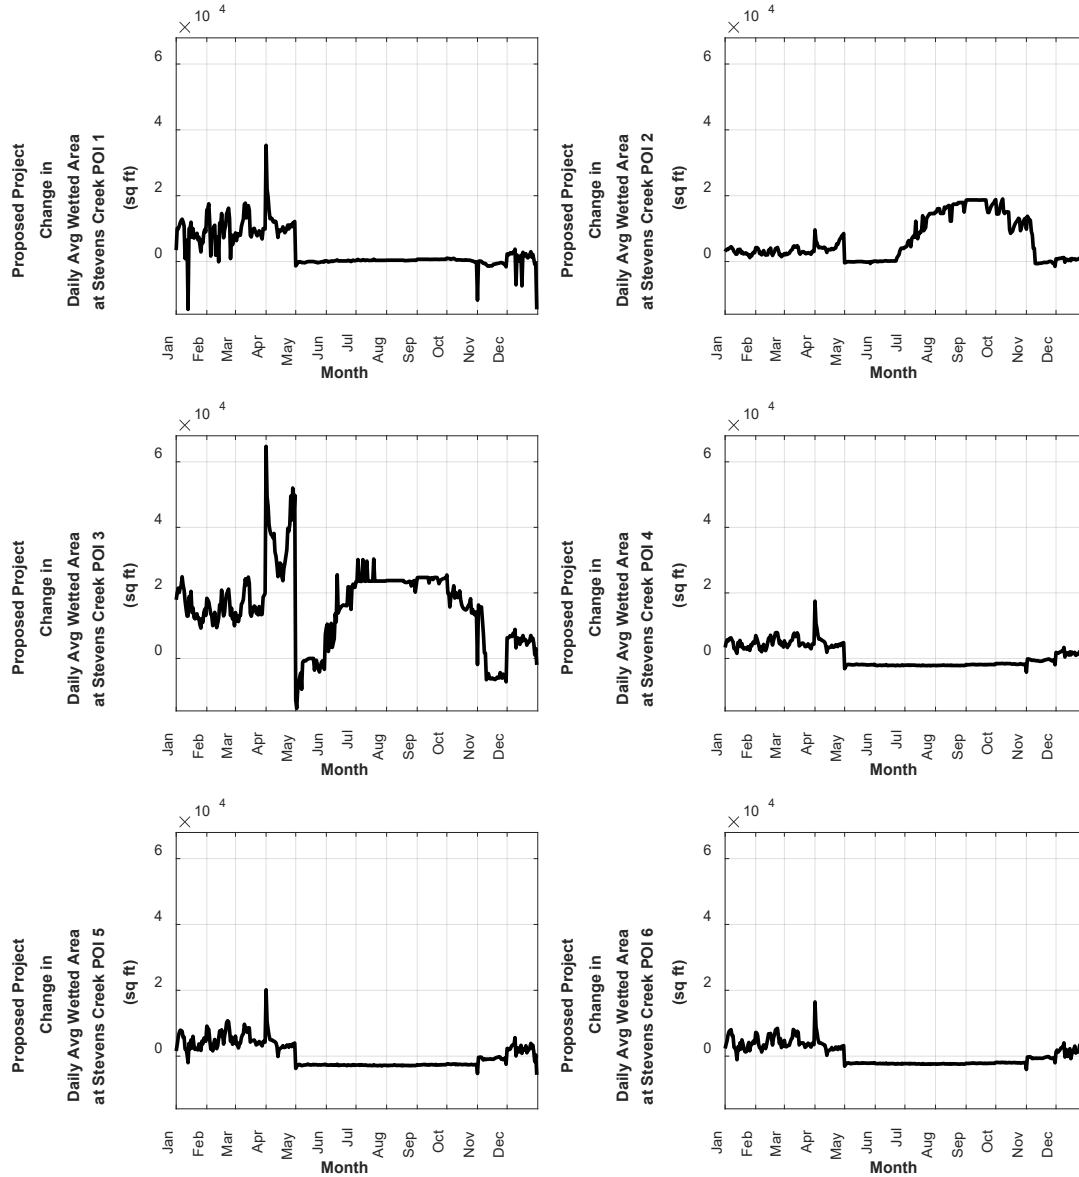 × 10 4
6
4
2
0
Proposed Project
Change in
Daily Avg Wetted Area
at Stevens Creek POI 1
(sq ft)
Jan
Feb
Mar
Apr
May
Jun
Jul
Aug
Sep
Oct
Nov
Dec
Month
× 10 4
6
4
2
0
Proposed Project
Change in
Daily Avg Wetted Area
at Stevens Creek POI 2
(sq ft)
Jan
Feb
Mar
Apr
May
Jun
Jul
Aug
Sep
Oct
Nov
Dec
Month
× 10 4
6
4
2
0
Proposed Project
Change in
Daily Avg Wetted Area
at Stevens Creek POI 3
(sq ft)
Jan
Feb
Mar
Apr
May
Jun
Jul
Aug
Sep
Oct
Nov
Dec
Month
× 10 4
6
4
2
0
Proposed Project
Change in
Daily Avg Wetted Area
at Stevens Creek POI 4
(sq ft)
Jan
Feb
Mar
Apr
May
Jun
Jul
Aug
Sep
Oct
Nov
Dec
Month
× 10 4
6
4
2
0
Proposed Project
Change in
Daily Avg Wetted Area
at Stevens Creek POI 5
(sq ft)
Jan
Feb
Mar
Apr
May
Jun
Jul
Aug
Sep
Oct
Nov
Dec
Month
× 10 4
6
4
2
0
Proposed Project
Change in
Daily Avg Wetted Area
at Stevens Creek POI 6
(sq ft)
Jan
Feb
Mar
Apr
May
Jun
Jul
Aug
Sep
Oct
Nov
Dec
Month